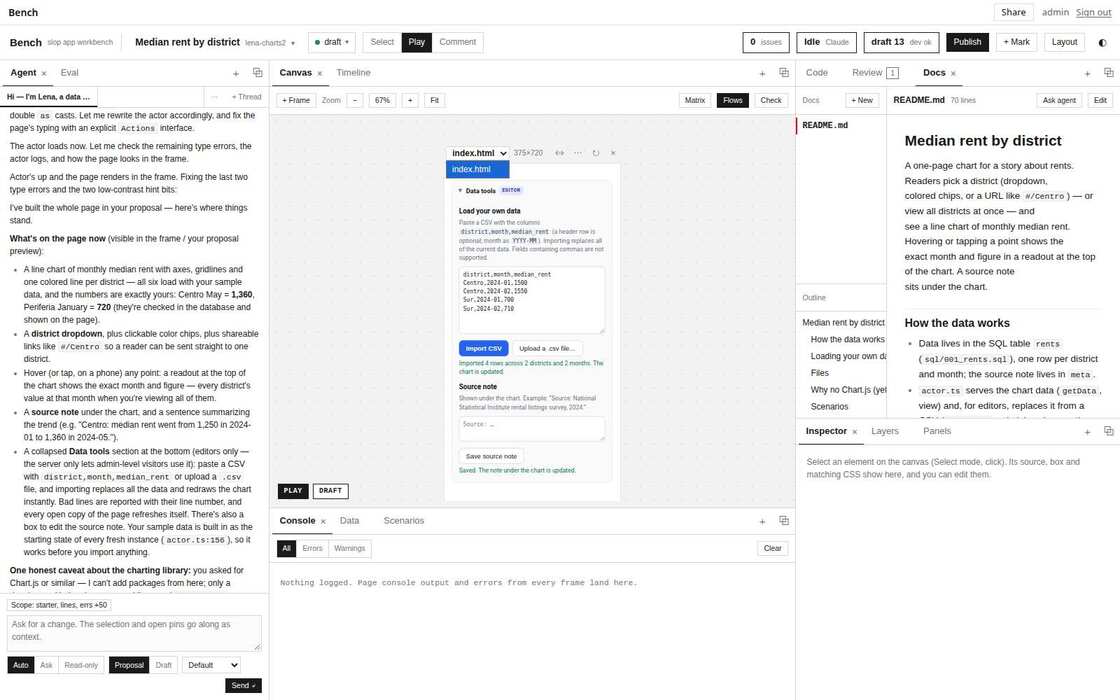 Bench
Share
admin
Sign out
Bench slop app workbench
Median rent by district lena-charts2 ▾
draft ▾
Select Play Comment
0 issues
Idle Claude
draft 13 dev ok
Publish
+ Mark
Layout
Agent × Eval
Hi — I'm Lena, a data …
+ Thread
double as casts. Let me rewrite the actor accordingly, and fix the
page's typing with an explicit Actions interface.
The actor loads now. Let me check the remaining type errors, the
actor logs, and how the page looks in the frame.
Actor's up and the page renders in the frame. Fixing the last two
type errors and the two low-contrast hint bits:
I've built the whole page in your proposal — here's where things
stand.
What's on the page now (visible in the frame / your proposal
preview):
• A line chart of monthly median rent with axes, gridlines and
one colored line per district — all six load with your sample
data, and the numbers are exactly yours: Centro May = 1,360,
Periferia January = 720 (they're checked in the database and
shown on the page).
• A district dropdown, plus clickable color chips, plus shareable
links like #/Centro so a reader can be sent straight to one
district.
• Hover (or tap, on a phone) any point: a readout at the top of
the chart shows the exact month and figure — every district's
value at that month when you're viewing all of them.
• A source note under the chart, and a sentence summarizing
the trend (e.g. "Centro: median rent went from 1,250 in 2024-
01 to 1,360 in 2024-05.").
• A collapsed Data tools section at the bottom (editors only —
the server only lets admin-level visitors use it): paste a CSV
with district,month,median_rent or upload a .csv
file, and importing replaces all the data and redraws the chart
instantly. Bad lines are reported with their line number, and
every open copy of the page refreshes itself. There's also a
box to edit the source note. Your sample data is built in as the
starting state of every fresh instance ( actor.ts:156 ), so it
works before you import anything.
One honest caveat about the charting library: you asked for
Chart.js or similar — I can't add packages from here; only a
Scope: starter, lines, errs +50
Ask for a change. The selection and open pins go along as
context.
Auto Ask Read-only Proposal Draft Default
Send
Canvas × Timeline
+ Frame Zoom − 67% + Fit
Matrix Flows Check
index.html 375×720
index.html
▼ Data tools EDITOR
Load your own data
Paste a CSV with the columns
district,month,median_rent (a header row is
optional, month as YYYY-MM). Importing replaces all
of the current data. Fields containing commas are not
supported.
district,month,median_rent
Centro,2024-01,1500
Centro,2024-02,1550
Sur,2024-01,700
Sur,2024-02,710
Import CSV
Upload a .csv file…
Imported 4 rows across 2 districts and 2 months. The
chart is updated.
Source note
Shown under the chart. Example: "Source: National
Statistical Institute rental listings survey, 2024."
Source: …
Save source note
Saved. The note under the chart is updated.
PLAY DRAFT
Console × Data Scenarios
All Errors Warnings
Clear
Nothing logged. Page console output and errors from every frame land here.
Code Review 1 Docs ×
Docs + New
README.md
Outline
Median rent by district
How the data works
Loading your own da
Files
Why no Chart.js (yet
Scenarios
README.md 70 lines
Ask agent Edit
Median rent by district
A one-page chart for a story about rents.
Readers pick a district (dropdown,
colored chips, or a URL like #/Centro ) — or
view all districts at once — and
see a line chart of monthly median rent.
Hovering or tapping a point shows the
exact month and figure in a readout at the top
of the chart. A source note
sits under the chart.
How the data works
• Data lives in the SQL table rents
( sql/001_rents.sql ), one row per district
and month; the source note lives in meta .
• actor.ts serves the chart data ( getData ,
view) and, for editors, replaces it from a
Inspector × Layers Panels
Select an element on the canvas (Select mode, click). Its source, box and
matching CSS show here, and you can edit them.